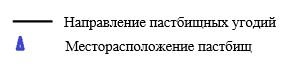 Направление пастбищных угодий
Месторасположение пастбищ